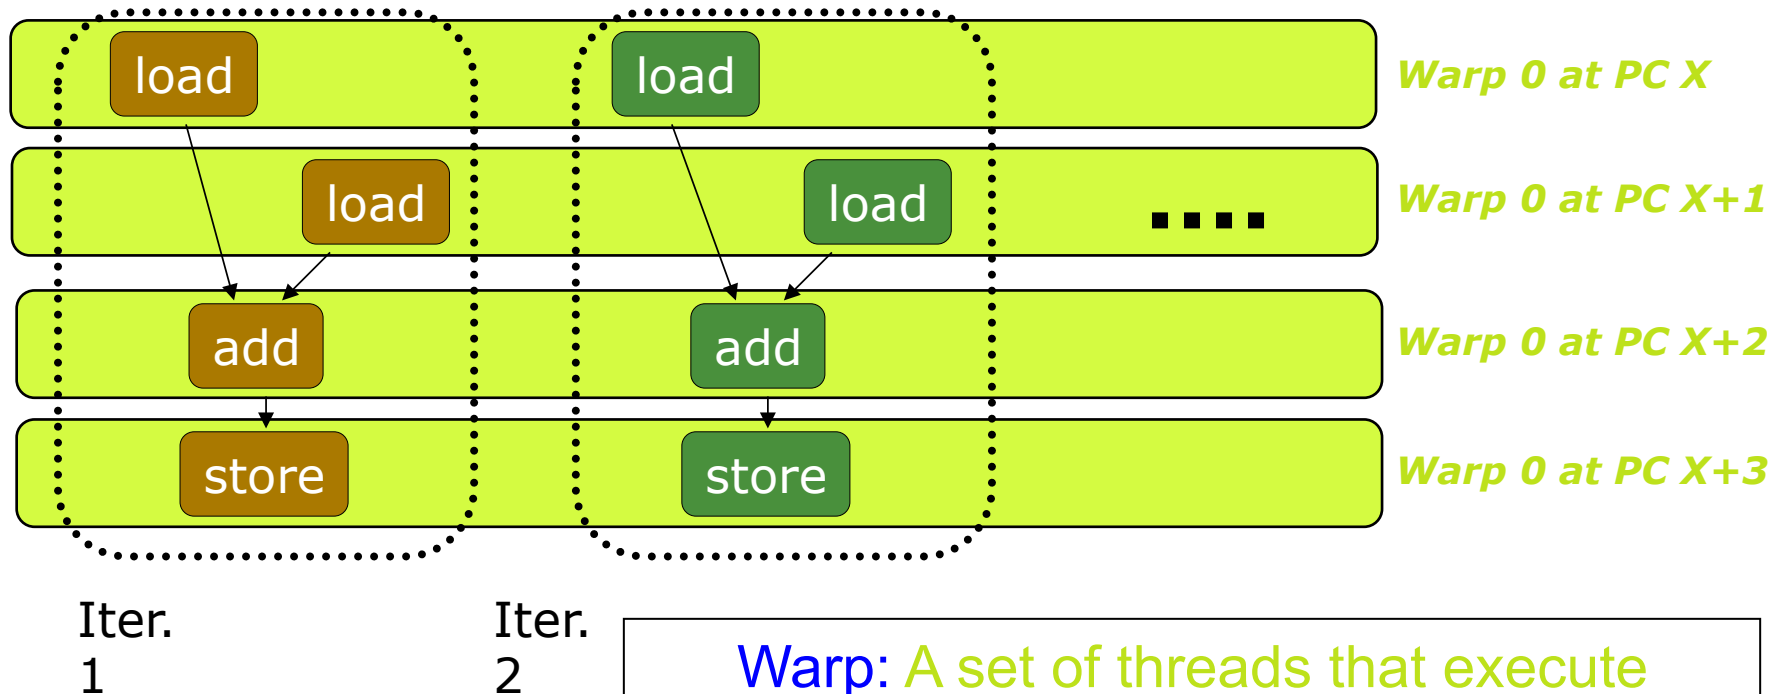 load load Warp 0 at PC X
load load Warp 0 at PC X+1
add add Warp 0 at PC X+2
store store Warp 0 at PC X+3
Iter. Iter.
1 2
Warp: A set of threads that execute